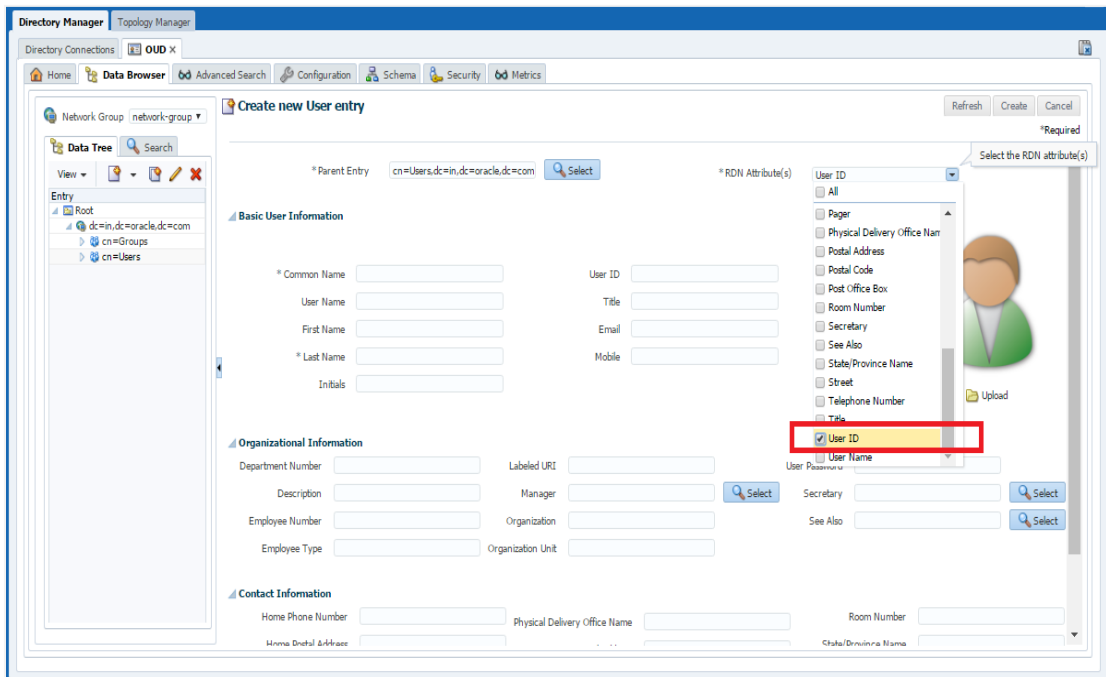 Directory Manager Topology Manager
Directory Connections OUD ×
Home Data Browser Advanced Search Configuration Schema Security Metrics
Network Group network-group
Data Tree Search
View
Entry
Root
dc=in,dc=oracle,dc=com
cn=Groups
cn=Users
Create new User entry
Refresh Create Cancel
*Required
Select the RDN attribute(s)
* Parent Entry cn=Users,dc=in,dc=oracle,dc=com Select
* RDN Attribute(s) User ID
All
Pager
Physical Delivery Office Nam
Postal Address
Postal Code
Post Office Box
Room Number
Secretary
See Also
State/Province Name
Street
Telephone Number
Title
User ID
User Name
Basic User Information
* Common Name User ID
User Name Title
First Name Email
* Last Name Mobile
Initials
Upload
Organizational Information
Department Number Labeled URI User Password
Description Manager Select Secretary Select
Employee Number Organization See Also Select
Employee Type Organization Unit
Contact Information
Home Phone Number Physical Delivery Office Name Room Number
Home Postal Address State/Province Name